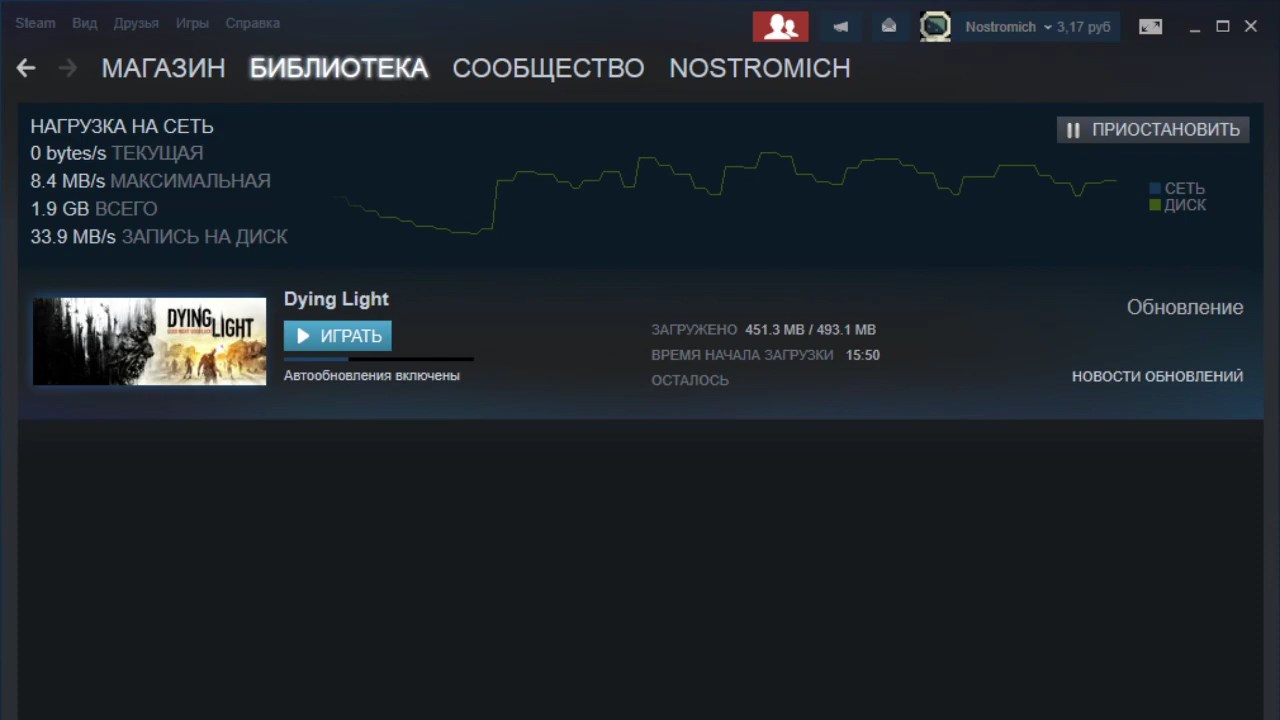 Steam Вид Друзья Игры Справка
Nostromich 3,17 руб
МАГАЗИН БИБЛИОТЕКА СООБЩЕСТВО NOSTROMICH
НАГРУЗКА НА СЕТЬ
ПРИОСТАНОВИТЬ
0 bytes/s ТЕКУЩАЯ
8.4 MB/s МАКСИМАЛЬНАЯ
1.9 GB ВСЕГО
33.9 MB/s ЗАПИСЬ НА ДИСК
СЕТЬ
ДИСК
DYING
LIGHT
Dying Light
ИГРАТЬ
Автообновления включены
ЗАГРУЖЕНО 451.3 MB / 493.1 MB
ВРЕМЯ НАЧАЛА ЗАГРУЗКИ 15:50
ОСТАЛОСЬ
Обновление
НОВОСТИ ОБНОВЛЕНИЙ